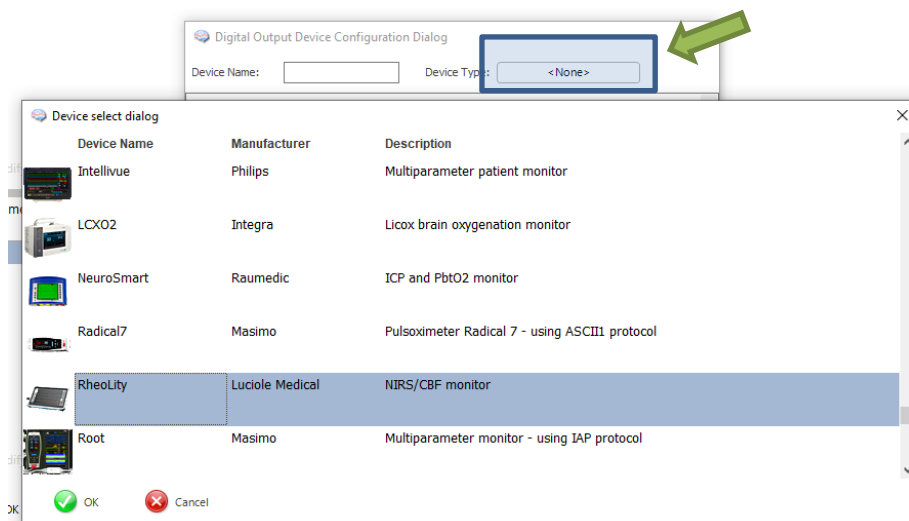 Digital Output Device Configuration Dialog
Device Name: Device Type: <None>
Device select dialog
Device Name Manufacturer Description
Intellivue Philips Multiparameter patient monitor
LCXO2 Integra Licox brain oxygenation monitor
NeuroSmart Raumedic ICP and PbtO2 monitor
Radical7 Masimo Pulsoximeter Radical 7 - using ASCII1 protocol
RheoLity Luciole Medical NIRS/CBF monitor
Root Masimo Multiparameter monitor - using IAP protocol
OK Cancel